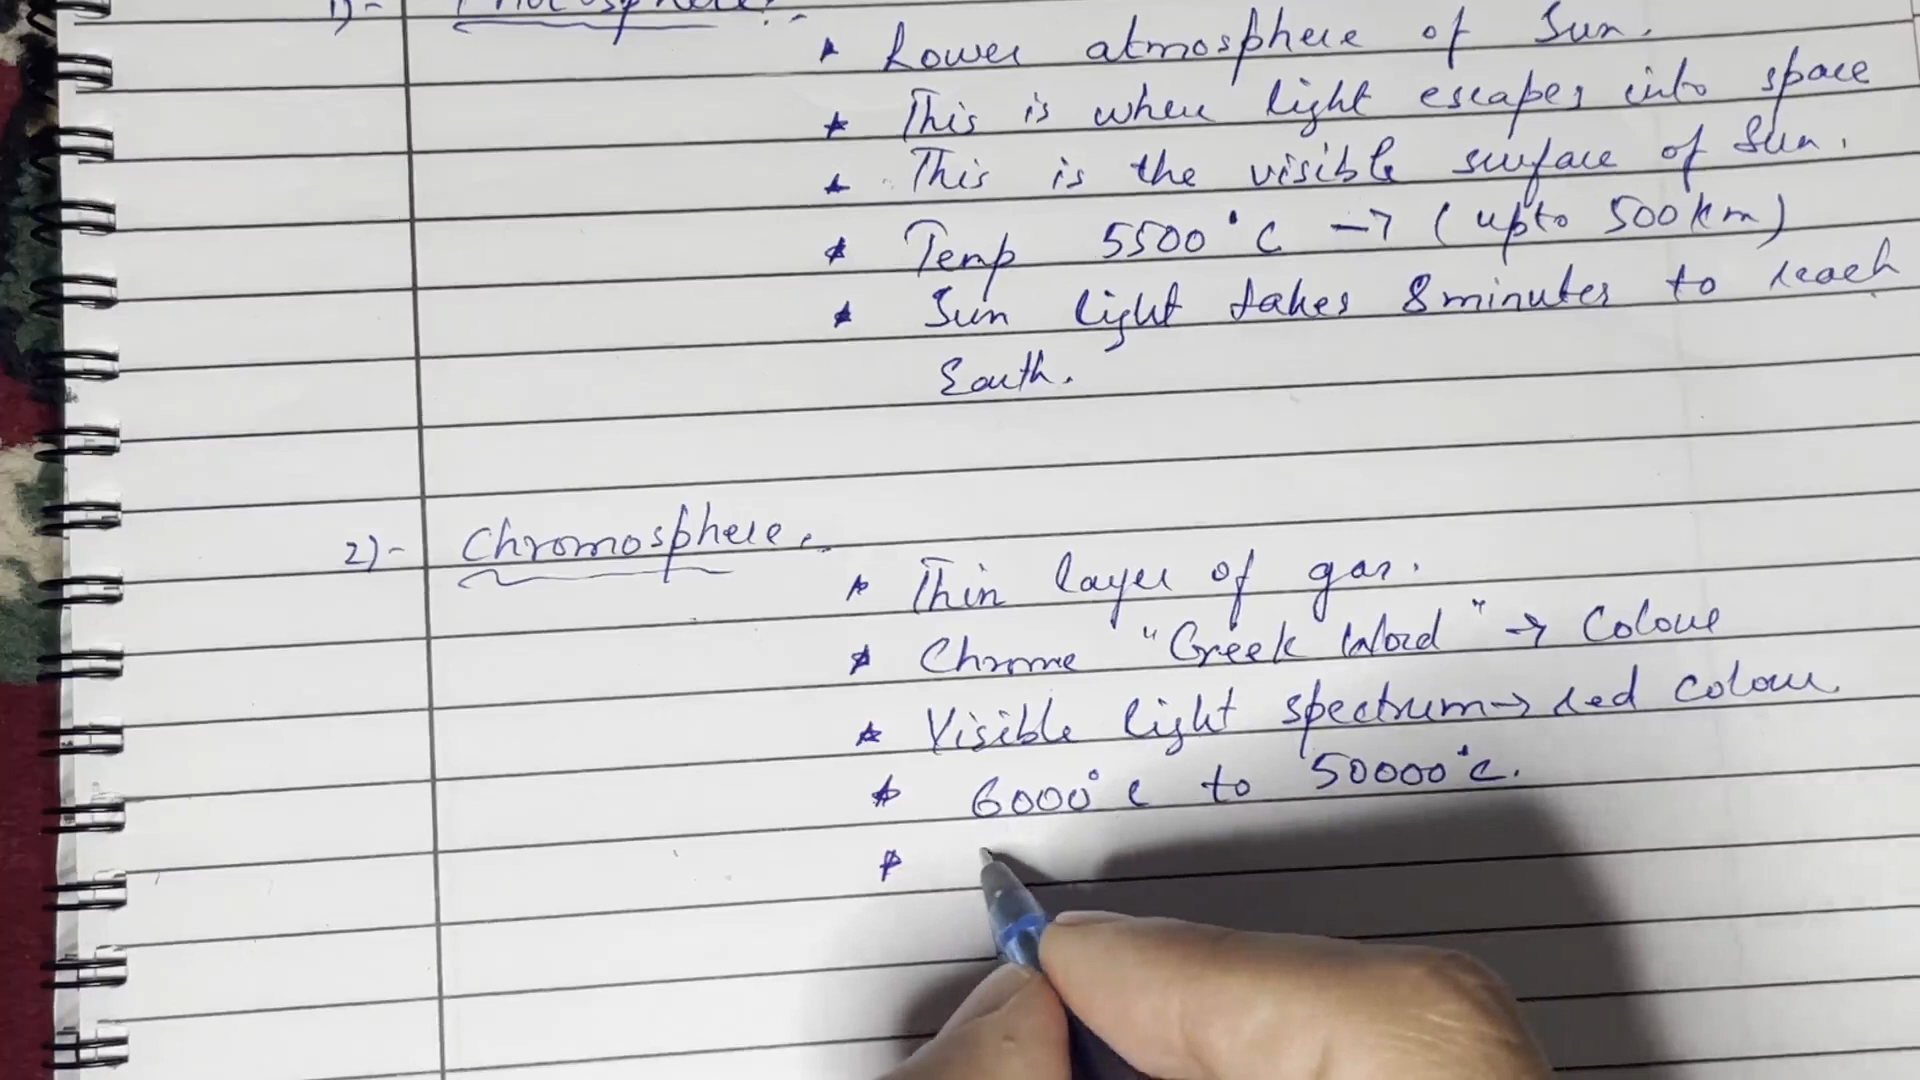 1)- Photosphere:-
* Lower atmosphere of Sun.
* This is where light escapes into space
* This is the visible surface of Sun.
* Temp 5500°C → (upto 500km)
* Sun light takes 8 minutes to reach
Earth.
2)- Chromosphere.
* Thin layer of gas.
* Chrome "Greek Word" → Colour
* Visible light spectrum → red colour
* 6000°C to 50000°C.
*